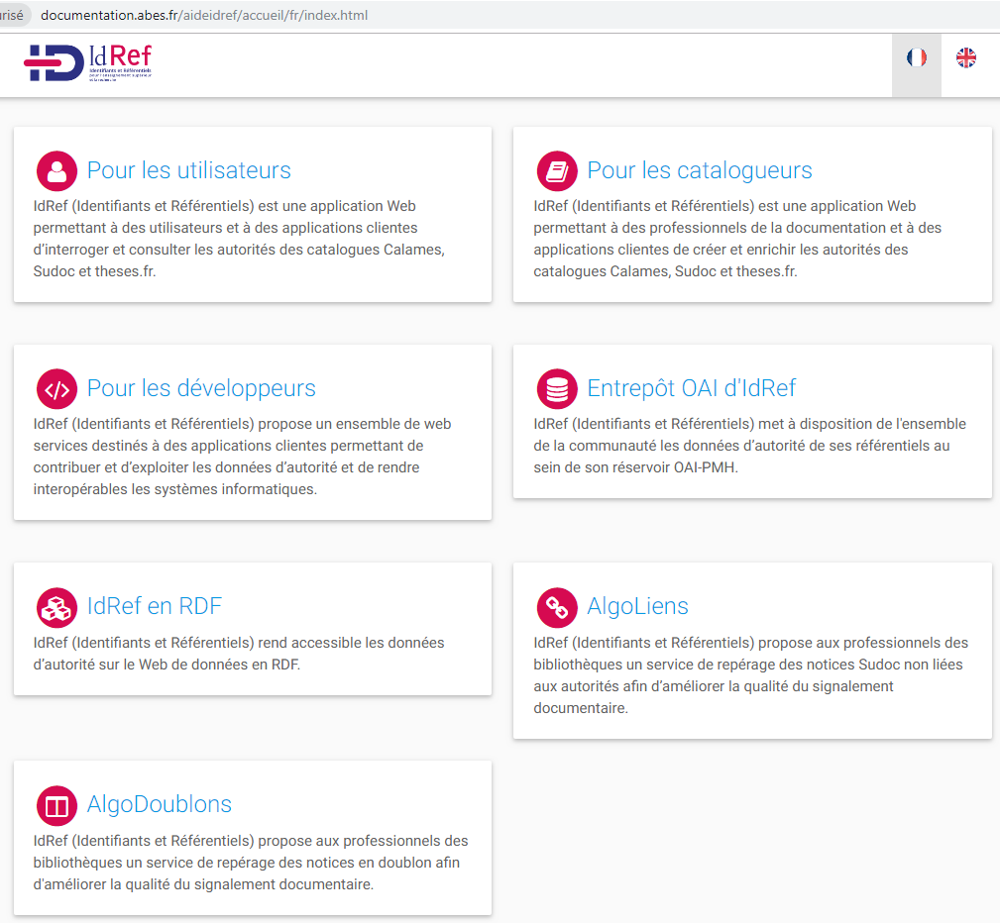 urisé documentation.abes.fr/aideidref/accueil/fr/index.html
IdRef
Identifiants et Référentiels
pour l'enseignement supérieur
et la recherche
Pour les utilisateurs
IdRef (Identifiants et Référentiels) est une application Web
permettant à des utilisateurs et à des applications clientes
d’interroger et consulter les autorités des catalogues Calames,
Sudoc et theses.fr.
Pour les catalogueurs
IdRef (Identifiants et Référentiels) est une application Web
permettant à des professionnels de la documentation et à des
applications clientes de créer et enrichir les autorités des
catalogues Calames, Sudoc et theses.fr.
Pour les développeurs
IdRef (Identifiants et Référentiels) propose un ensemble de web
services destinés à des applications clientes permettant de
contribuer et d’exploiter les données d’autorité et de rendre
interopérables les systèmes informatiques.
Entrepôt OAI d'IdRef
IdRef (Identifiants et Référentiels) met à disposition de l'ensemble
de la communauté les données d’autorité de ses référentiels au
sein de son réservoir OAI-PMH.
IdRef en RDF
IdRef (Identifiants et Référentiels) rend accessible les données
d’autorité sur le Web de données en RDF.
AlgoLiens
IdRef (Identifiants et Référentiels) propose aux professionnels des
bibliothèques un service de repérage des notices Sudoc non liées
aux autorités afin d’améliorer la qualité du signalement
documentaire.
AlgoDoublons
IdRef (Identifiants et Référentiels) propose aux professionnels des
bibliothèques un service de repérage des notices en doublon afin
d'améliorer la qualité du signalement documentaire.